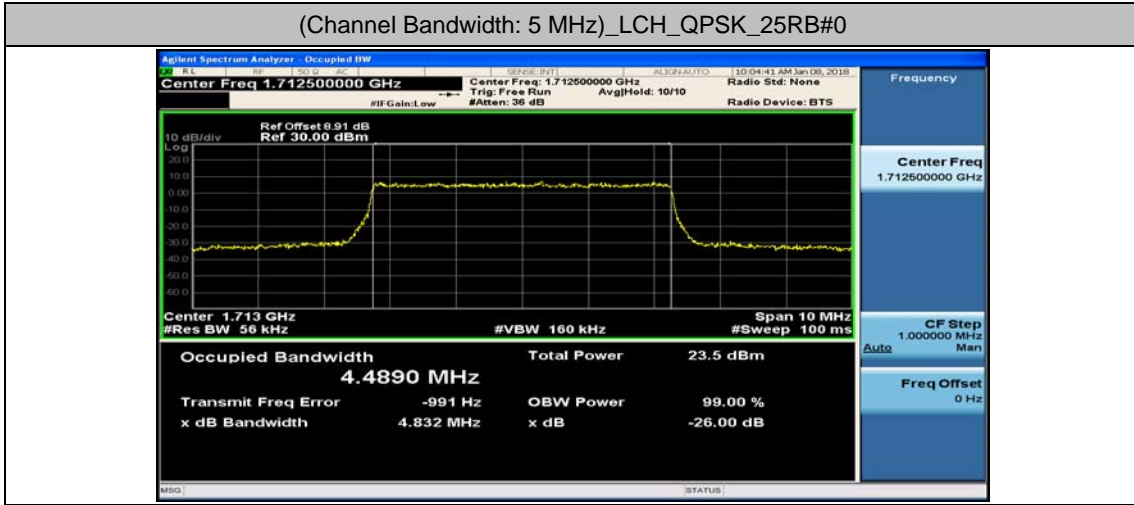 (Channel Bandwidth: 5 MHz)_LCH_QPSK_25RB#0
Agilent Spectrum Analyzer - Occupied BW
RL RF 50 Ω AC SENSE:INT ALIGN AUTO 10:04:41 AM Jan 08, 2018
Center Freq 1.712500000 GHz
Center Freq: 1.712500000 GHz
Radio Std: None
Trig: Free Run Avg|Hold: 10/10
#IFGain:Low #Atten: 36 dB Radio Device: BTS
Ref Offset 8.91 dB
10 dB/div Ref 30.00 dBm
Log
20.0
10.0
0.00
-10.0
-20.0
-30.0
-40.0
-50.0
-60.0
Center 1.713 GHz Span 10 MHz
#Res BW 56 kHz #VBW 160 kHz #Sweep 100 ms
Occupied Bandwidth Total Power 23.5 dBm
4.4890 MHz
Transmit Freq Error -991 Hz OBW Power 99.00 %
x dB Bandwidth 4.832 MHz x dB -26.00 dB
Frequency
Center Freq
1.712500000 GHz
CF Step
1.000000 MHz
Auto Man
Freq Offset
0 Hz
MSG STATUS